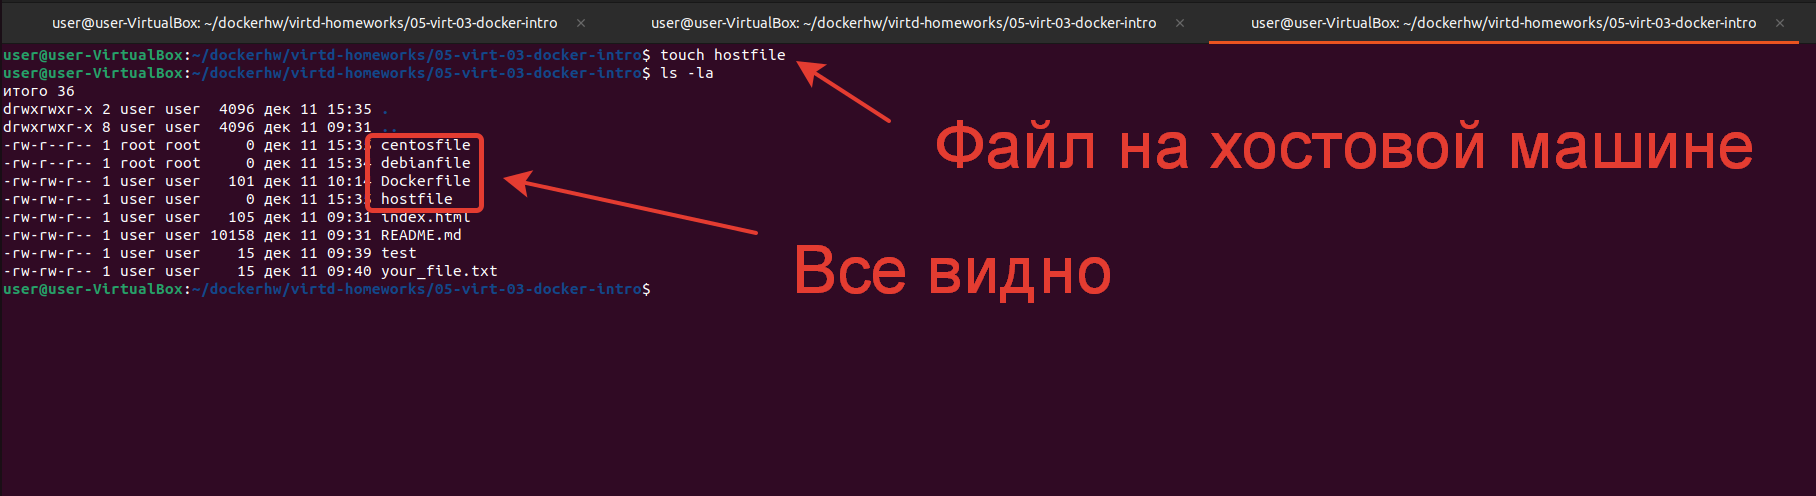 user@user-VirtualBox: ~/dockerhw/virtd-homeworks/05-virt-03-docker-intro × user@user-VirtualBox: ~/dockerhw/virtd-homeworks/05-virt-03-docker-intro × user@user-VirtualBox: ~/dockerhw/virtd-homeworks/05-virt-03-docker-intro ×
user@user-VirtualBox:~/dockerhw/virtd-homeworks/05-virt-03-docker-intro$ touch hostfile
user@user-VirtualBox:~/dockerhw/virtd-homeworks/05-virt-03-docker-intro$ ls -la
итого 36
drwxrwxr-x 2 user user  4096 дек 11 15:35 .
drwxrwxr-x 8 user user  4096 дек 11 09:31 ..
-rw-r--r-- 1 root root     0 дек 11 15:33 centosfile
-rw-r--r-- 1 root root     0 дек 11 15:34 debianfile
-rw-rw-r-- 1 user user   101 дек 11 10:14 Dockerfile
-rw-rw-r-- 1 user user     0 дек 11 15:35 hostfile
-rw-rw-r-- 1 user user   105 дек 11 09:31 index.html
-rw-rw-r-- 1 user user 10158 дек 11 09:31 README.md
-rw-rw-r-- 1 user user    15 дек 11 09:39 test
-rw-rw-r-- 1 user user    15 дек 11 09:40 your_file.txt
user@user-VirtualBox:~/dockerhw/virtd-homeworks/05-virt-03-docker-intro$
Файл на хостовой машине
Все видно